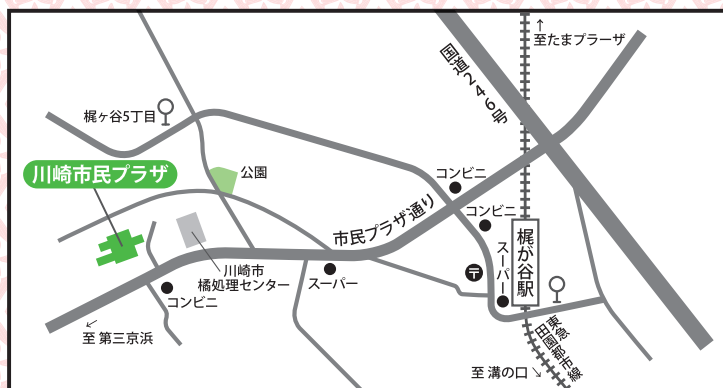 ↑
至たまプラーザ
国道246号
梶ヶ谷5丁目
コンビニ
川崎市民プラザ
公園
コンビニ
市民プラザ通り
梶が谷駅
川崎市
橘処理センター
スーパー
〒
スーパー
コンビニ
←
至 第三京浜
東急
田園都市線
至 溝の口 ↘